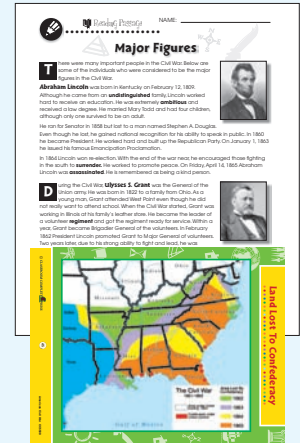 Reading Passage
NAME:
Major Figures
There were many important people in the Civil War. Below are
some of the individuals who were considered to be the major
figures in the Civil War.
Abraham Lincoln was born in Kentucky on February 12, 1809.
Although he came from an undistinguished family, Lincoln worked
hard to receive an education. He was extremely ambitious and
received a law degree. He married Mary Todd and had four children,
although only one survived to be an adult.
He ran for Senator in 1858 but lost to a man named Stephen A. Douglas.
Even though he lost, he gained national recognition for his ability to speak in public. In 1860
he became President. He worked hard and built up the Republican Party. On January 1, 1863
he issued his famous Emancipation Proclamation.
In 1864 Lincoln won re-election. With the end of the war near, he encouraged those fighting
in the south to surrender. He worked to promote peace. On Friday, April 14, 1865 Abraham
Lincoln was assassinated. He is remembered as being a kind person.
During the Civil War, Ulysses S. Grant was the General of the
Union army. He was born in 1822 to a family from Ohio. As a
young man, Grant attended West Point even though he did
not really want to attend school. When the Civil War started, Grant was
working in Illinois at his family's leather store. He became the leader of
a volunteer regiment and got the regiment ready for service. Within a
year, Grant became Brigadier General of the volunteers. In February
1862 President Lincoln promoted Grant to Major General of volunteers.
Two years later, due to his strong ability to fight and lead, he was
Land Lost To Confederacy
Illinois
Missouri
Gulf of Mexico
The Civil War
Area Lost By